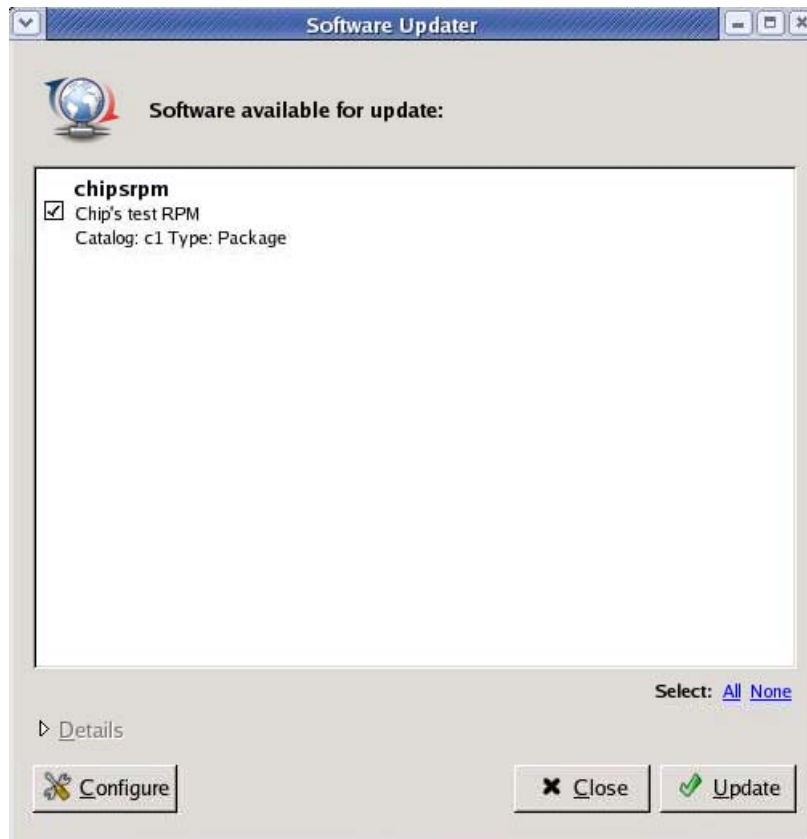 Software Updater
Software available for update:
chipsrpm
Chip's test RPM
Catalog: c1 Type: Package
Select: All None
Details
Configure
Close
Update